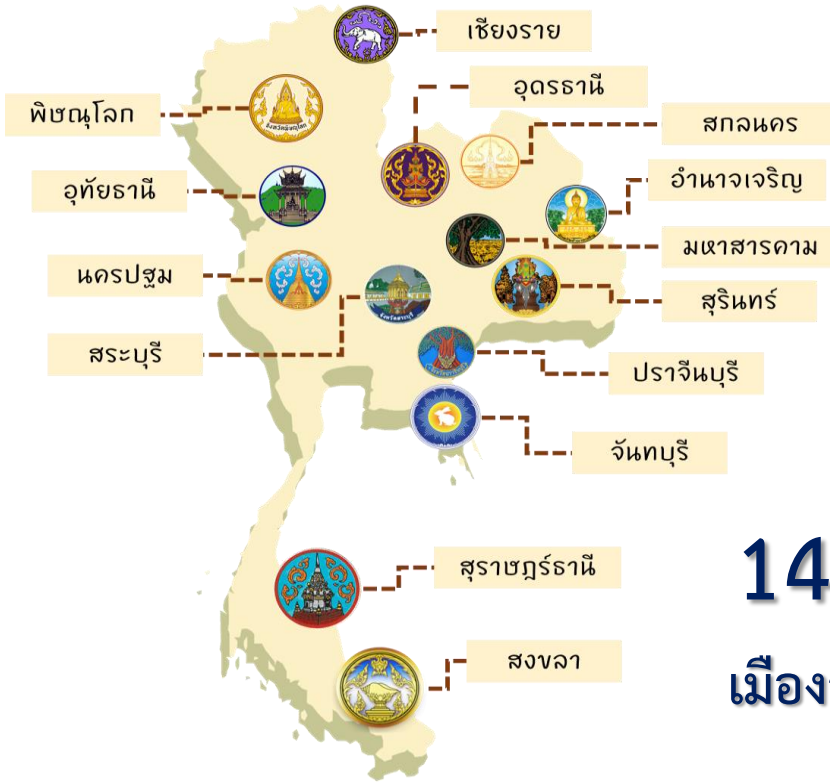 เชียงราย
อุดรธานี
พิษณุโลก
สกลนคร
อุทัยธานี
อำนาจเจริญ
มหาสารคาม
นครปฐม
สุรินทร์
สระบุรี
ปราจีนบุรี
จันทบุรี
สุราษฎร์ธานี
สงขลา
14
เมือง